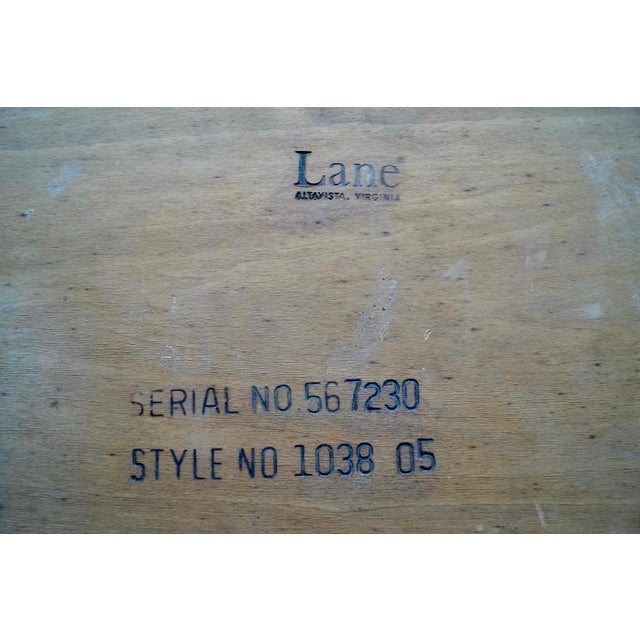 Lane®
ALTAVISTA, VIRGINIA
SERIAL NO. 567230
STYLE NO 1038 05